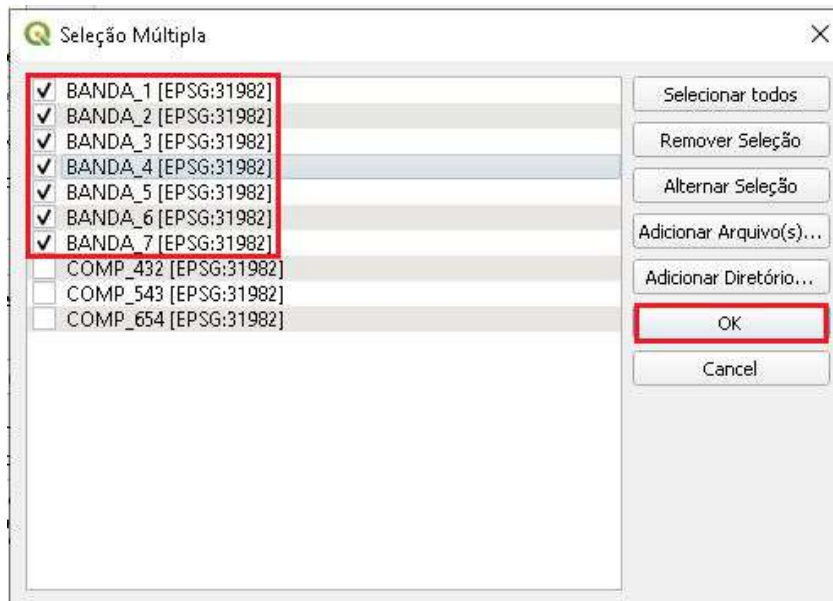 Seleção Múltipla
BANDA_1 [EPSG:31982]
BANDA_2 [EPSG:31982]
BANDA_3 [EPSG:31982]
BANDA_4 [EPSG:31982]
BANDA_5 [EPSG:31982]
BANDA_6 [EPSG:31982]
BANDA_7 [EPSG:31982]
COMP_432 [EPSG:31982]
COMP_543 [EPSG:31982]
COMP_654 [EPSG:31982]
Selecionar todos
Remover Seleção
Alternar Seleção
Adicionar Arquivo(s)...
Adicionar Diretório...
OK
Cancel